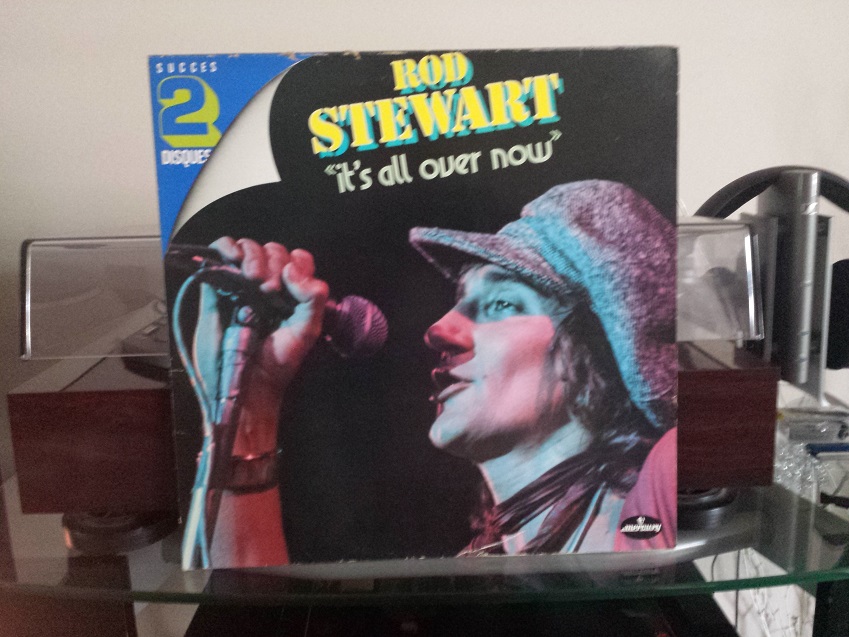 SUCCES
2
DISQUES
ROD
STEWART
«it's all over now»
mercury